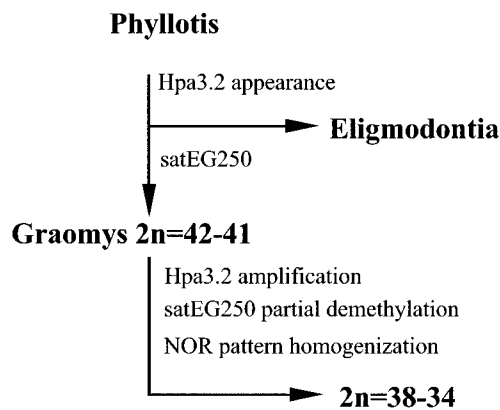 Phyllotis
Hpa3.2 appearance
Eligmodontia
satEG250
Graomys 2n=42-41
Hpa3.2 amplification
satEG250 partial demethylation
NOR pattern homogenization
2n=38-34